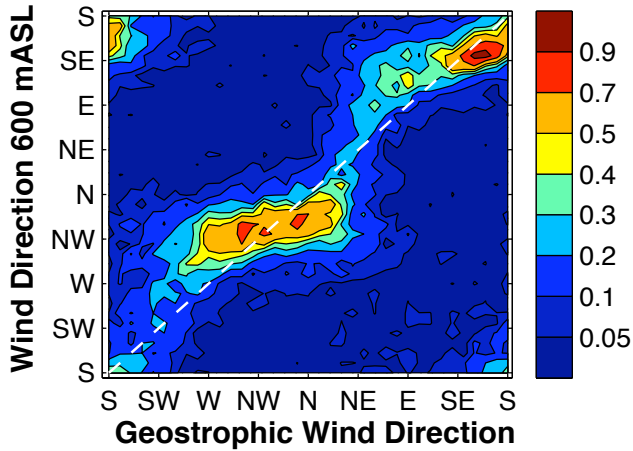 Wind Direction 600 mASL
S
SE
E
NE
N
NW
W
SW
S
S SW W NW N NE E SE S
Geostrophic Wind Direction
0.9
0.7
0.5
0.4
0.3
0.2
0.1
0.05